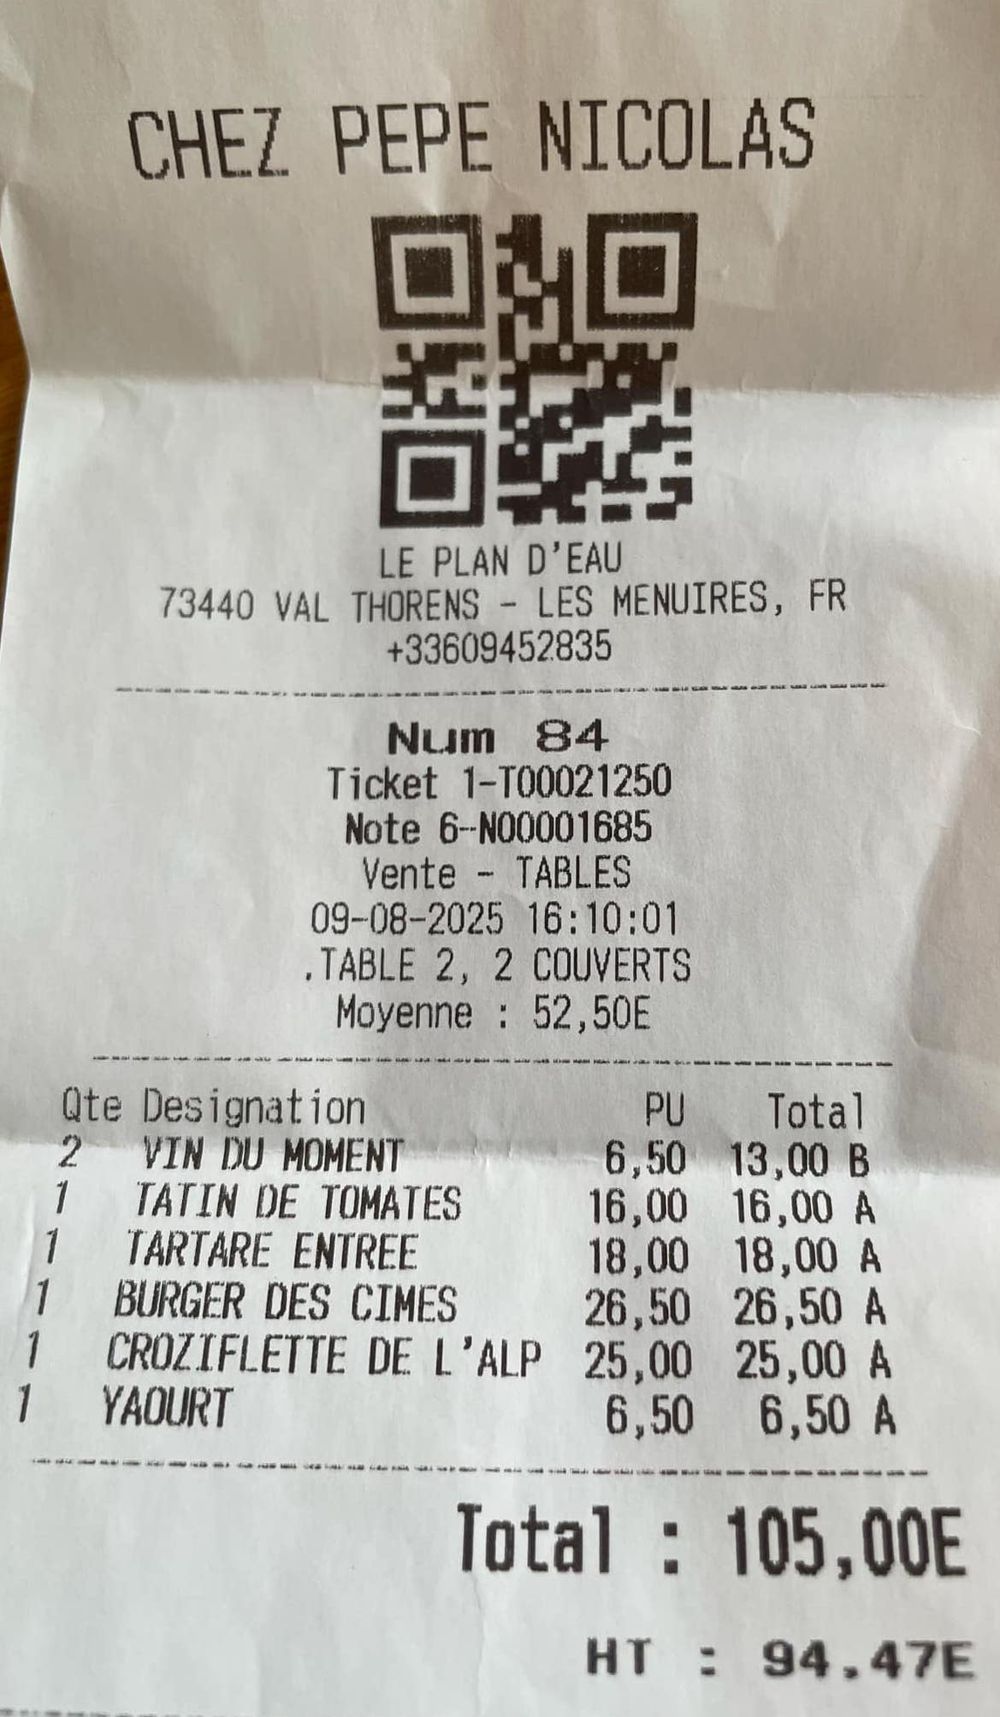 CHEZ PEPE NICOLAS
LE PLAN D'EAU
73440 VAL THORENS - LES MENUIRES, FR
+33609452835
Num 84
Ticket 1-T00021250
Note 6-N00001685
Vente - TABLES
09-08-2025 16:10:01
.TABLE 2, 2 COUVERTS
Moyenne : 52,50E
Qte Designation PU Total
2 VIN DU MOMENT 6,50 13,00 B
1 TATIN DE TOMATES 16,00 16,00 A
1 TARTARE ENTREE 18,00 18,00 A
1 BURGER DES CIMES 26,50 26,50 A
1 CROZIFLETTE DE L'ALP 25,00 25,00 A
1 YAOURT 6,50 6,50 A
Total : 105,00E
HT : 94.47E